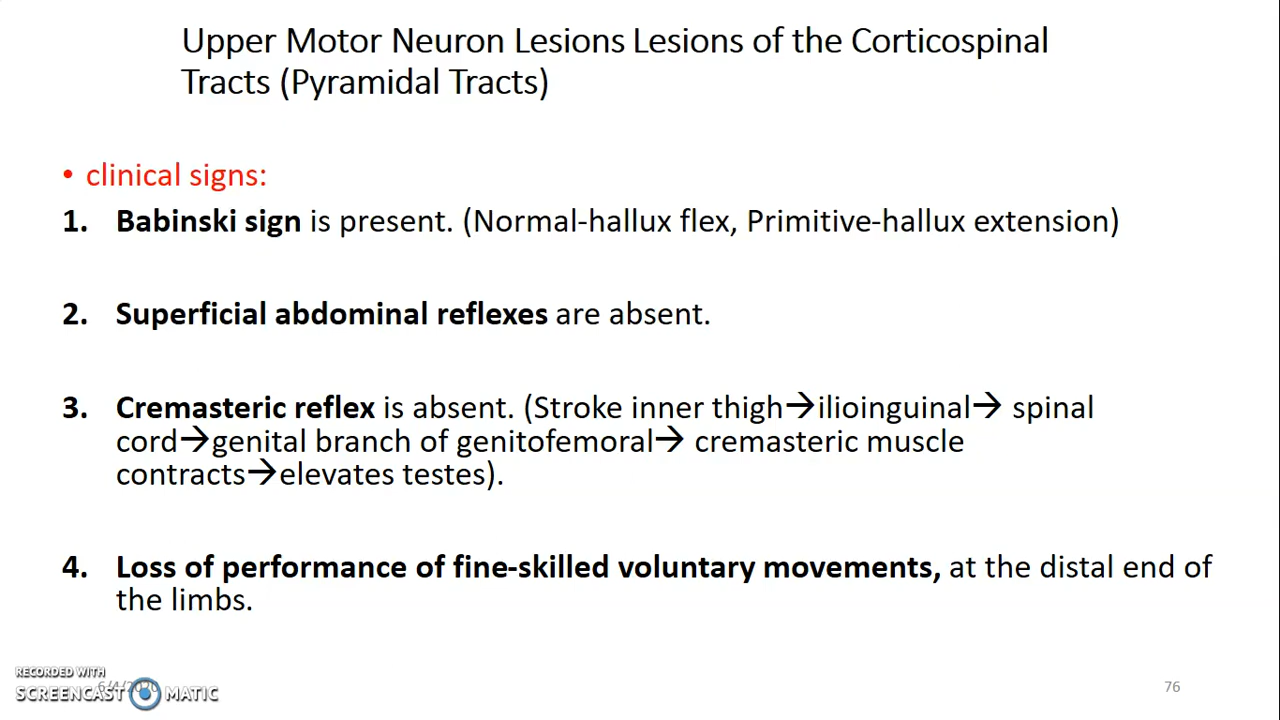 Upper Motor Neuron Lesions Lesions of the Corticospinal
Tracts (Pyramidal Tracts)
• clinical signs:
1. Babinski sign is present. (Normal-hallux flex, Primitive-hallux extension)
2. Superficial abdominal reflexes are absent.
3. Cremasteric reflex is absent. (Stroke inner thigh→ilioinguinal→ spinal
cord→genital branch of genitofemoral→ cremasteric muscle
contracts→elevates testes).
4. Loss of performance of fine-skilled voluntary movements, at the distal end of
the limbs.
RECORDED WITH
SCREENCAST MATIC
76